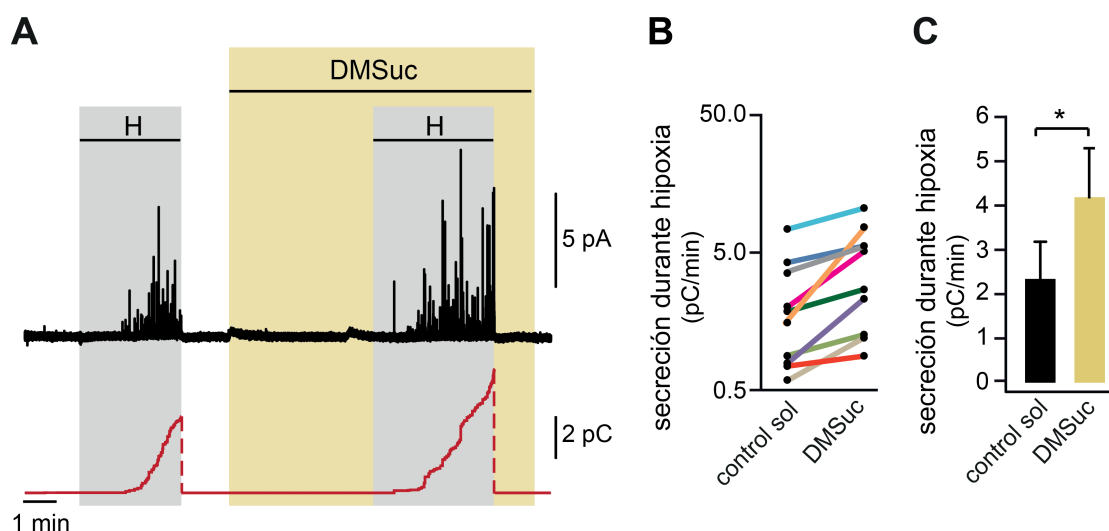 A
DMSuc
H
H
5 pA
2 pC
1 min
B
secreción durante hipoxia
(pC/min)
50.0
5.0
0.5
control sol
DMSuc
C
secreción durante hipoxia
(pC/min)
6
5
4
3
2
1
0
*
control sol
DMSuc